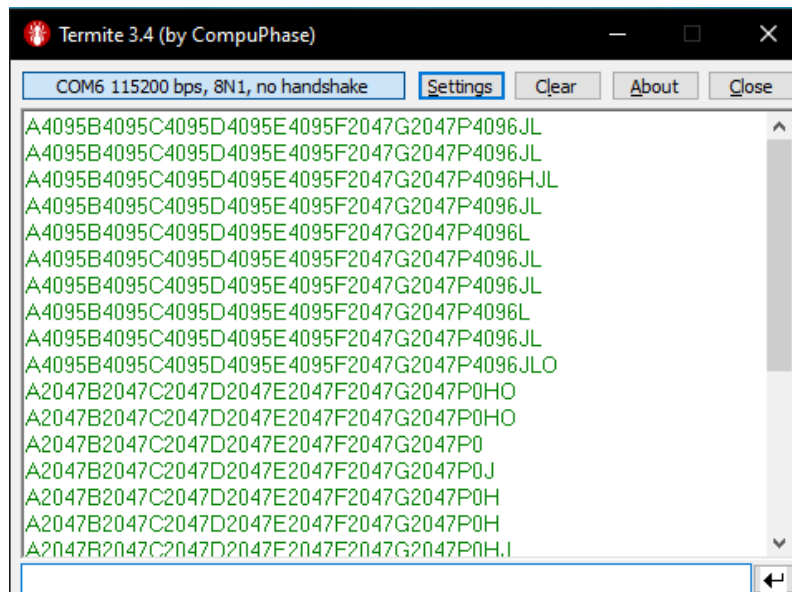 Termite 3.4 (by CompuPhase)
COM6 115200 bps, 8N1, no handshake Settings Clear About Close
A4095B4095C4095D4095E4095F2047G2047P4096JL
A4095B4095C4095D4095E4095F2047G2047P4096JL
A4095B4095C4095D4095E4095F2047G2047P4096HJL
A4095B4095C4095D4095E4095F2047G2047P4096JL
A4095B4095C4095D4095E4095F2047G2047P4096L
A4095B4095C4095D4095E4095F2047G2047P4096JL
A4095B4095C4095D4095E4095F2047G2047P4096JL
A4095B4095C4095D4095E4095F2047G2047P4096L
A4095B4095C4095D4095E4095F2047G2047P4096JL
A4095B4095C4095D4095E4095F2047G2047P4096JLO
A2047B2047C2047D2047E2047F2047G2047P0HO
A2047B2047C2047D2047E2047F2047G2047P0HO
A2047B2047C2047D2047E2047F2047G2047P0
A2047B2047C2047D2047E2047F2047G2047P0J
A2047B2047C2047D2047E2047F2047G2047P0H
A2047B2047C2047D2047E2047F2047G2047P0H
A2047B2047C2047D2047E2047F2047G2047P0HJ